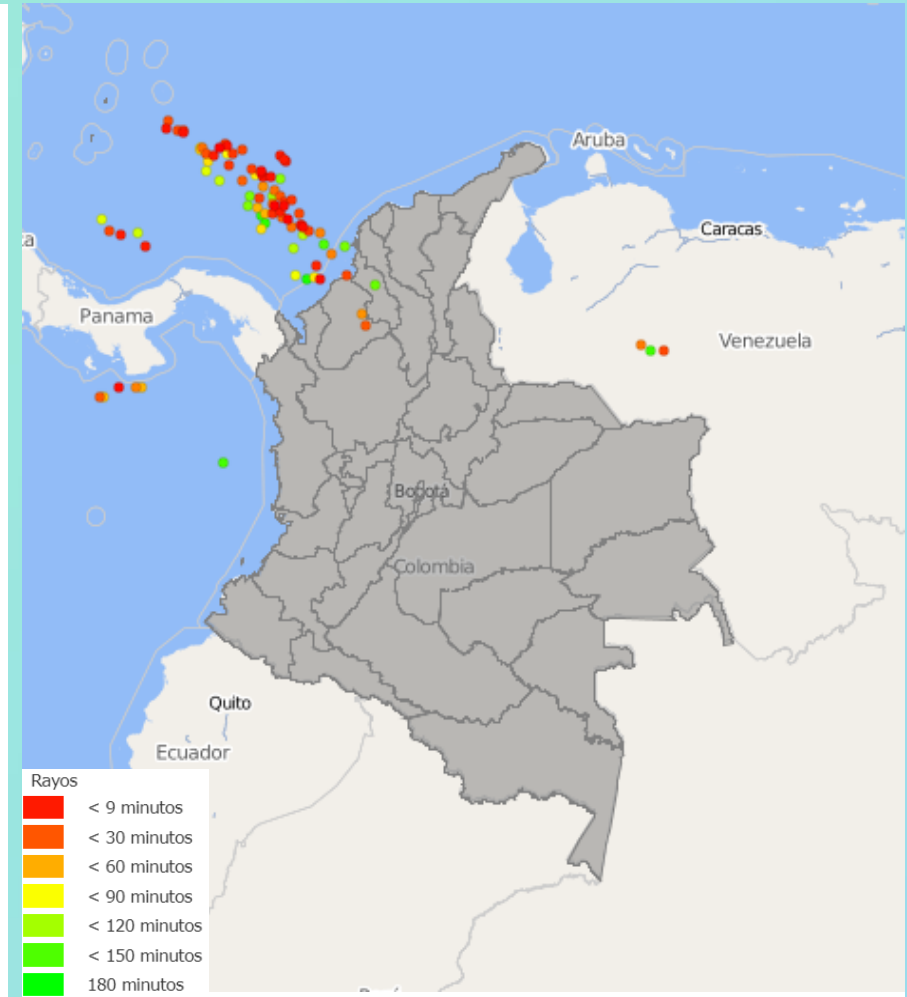 Aruba
Caracas
Panama
Venezuela
Bogotá
Colombia
Quito
Ecuador
Rayos
< 9 minutos
< 30 minutos
< 60 minutos
< 90 minutos
< 120 minutos
< 150 minutos
180 minutos